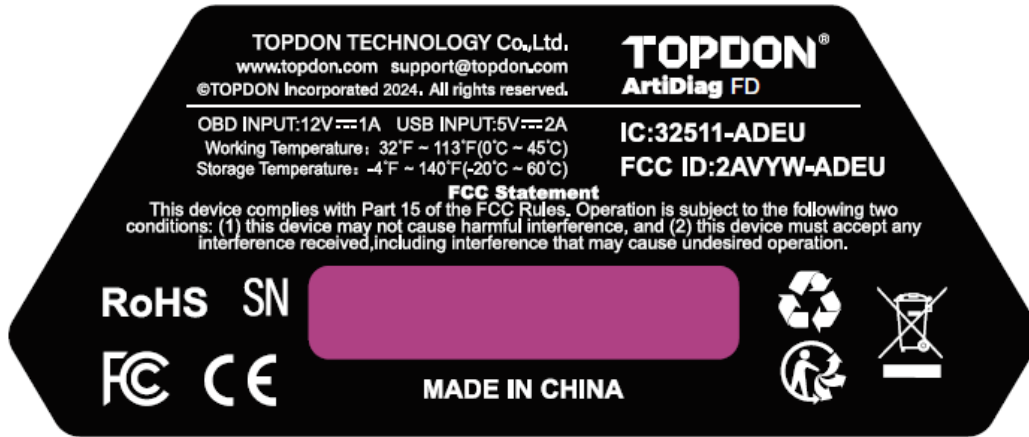 TOPDON TECHNOLOGY Co.,Ltd.
www.topdon.com support@topdon.com
©TOPDON Incorporated 2024. All rights reserved.
TOPDON®
ArtiDiag FD
OBD INPUT:12V⎓1A USB INPUT:5V⎓2A
Working Temperature: 32°F ~ 113°F(0°C ~ 45°C)
Storage Temperature: -4°F ~ 140°F(-20°C ~ 60°C)
IC:32511-ADEU
FCC ID:2AVYW-ADEU
FCC Statement
This device complies with Part 15 of the FCC Rules. Operation is subject to the following two
conditions: (1) this device may not cause harmful interference, and (2) this device must accept any
interference received,including interference that may cause undesired operation.
RoHS SN
FC CE
MADE IN CHINA